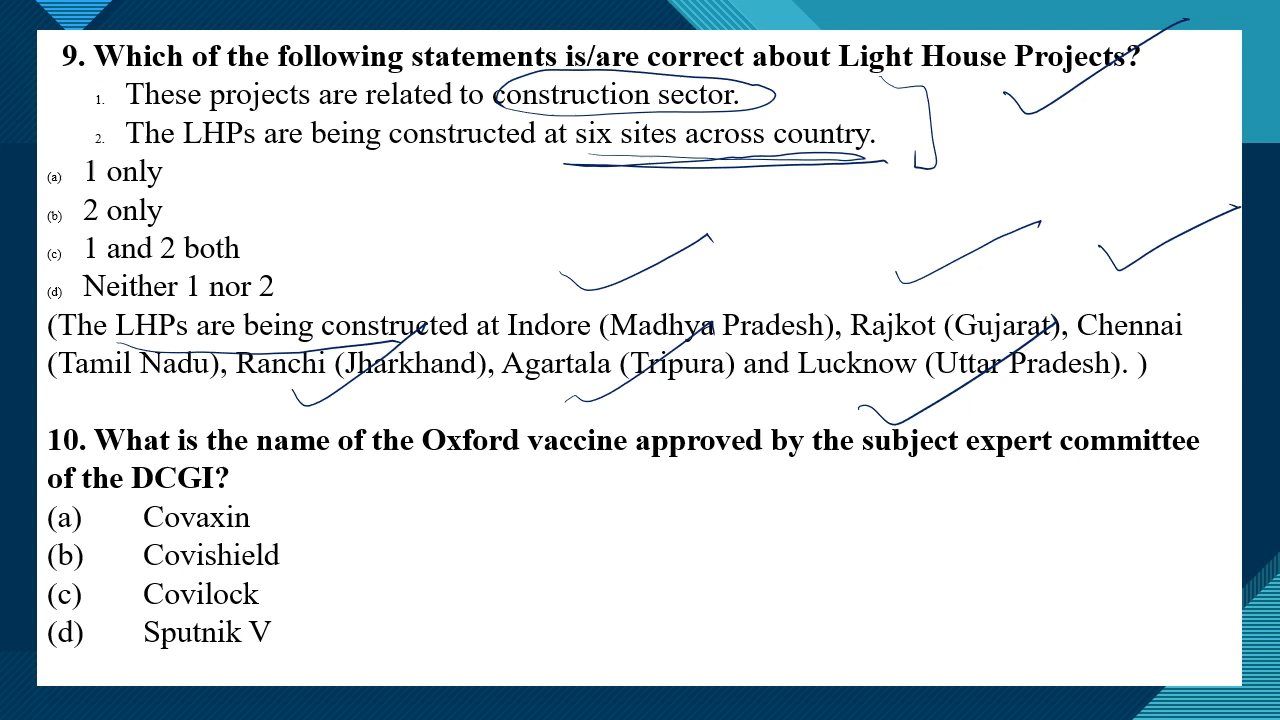 9. Which of the following statements is/are correct about Light House Projects?
1. These projects are related to construction sector.
2. The LHPs are being constructed at six sites across country.
(a) 1 only
(b) 2 only
(c) 1 and 2 both
(d) Neither 1 nor 2
(The LHPs are being constructed at Indore (Madhya Pradesh), Rajkot (Gujarat), Chennai
(Tamil Nadu), Ranchi (Jharkhand), Agartala (Tripura) and Lucknow (Uttar Pradesh). )
10. What is the name of the Oxford vaccine approved by the subject expert committee
of the DCGI?
(a) Covaxin
(b) Covishield
(c) Covilock
(d) Sputnik V